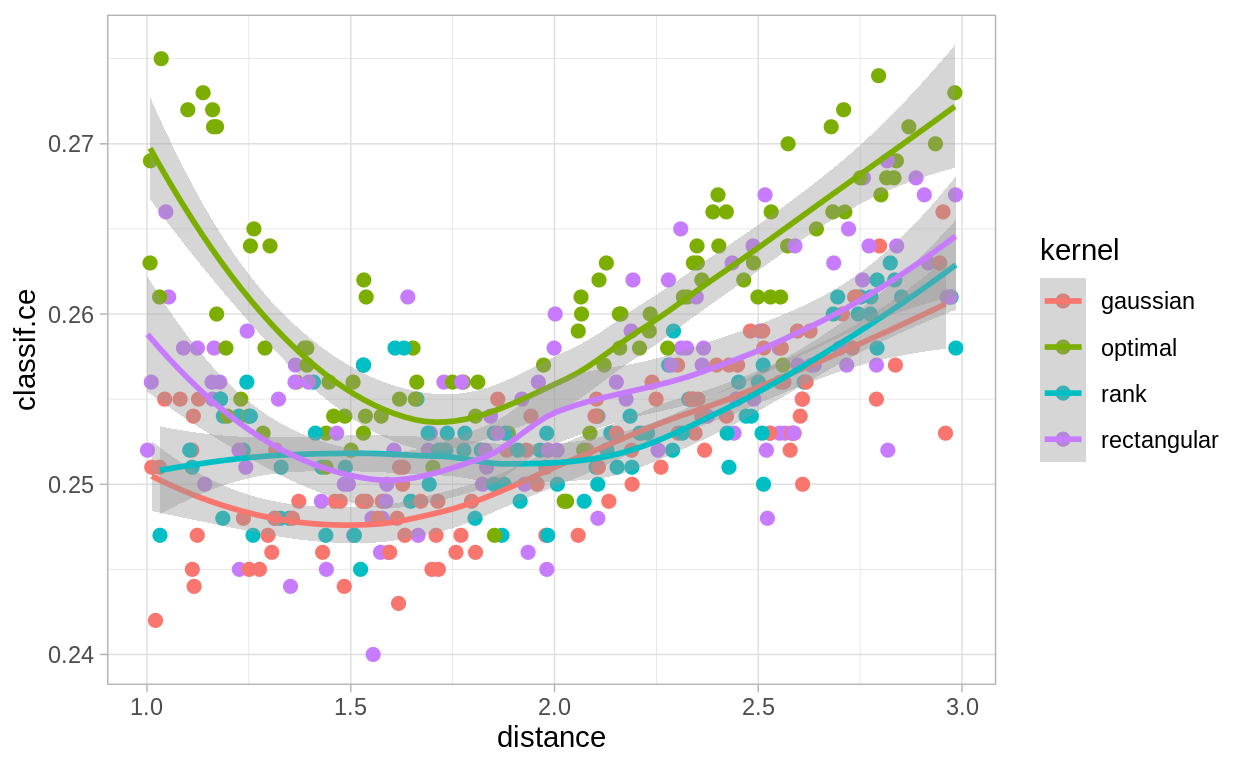 classif.ce
0.27
0.26
0.25
0.24
1.0 1.5 2.0 2.5 3.0
distance
kernel
gaussian
optimal
rank
rectangular